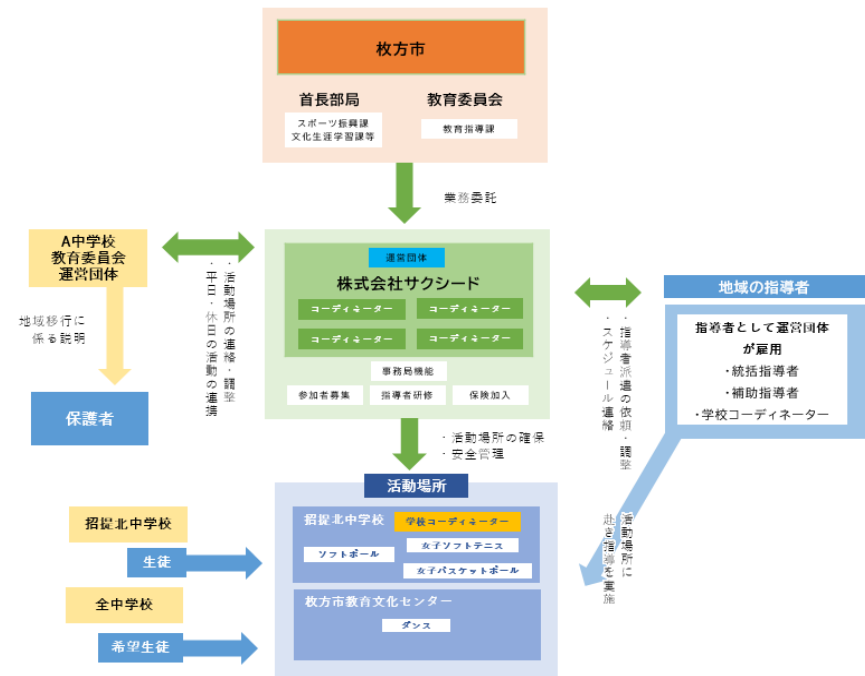 枚方市
首長部局
スポーツ振興課
文化生涯学習課等
教育委員会
教育指導課
業務委託
A中学校
教育委員会
運営団体
・活動場所の連絡・調整
・平日・休日の活動の連携
地域移行に
係る説明
保護者
運営団体
株式会社サクシード
コーディネーター
コーディネーター
コーディネーター
コーディネーター
事務局機能
参加者募集
指導者研修
保険加入
・指導者派遣の依頼・調整
・スケジュール連絡
地域の指導者
指導者として運営団体
が雇用
・統括指導者
・補助指導者
・学校コーディネーター
・活動場所の確保
・安全管理
活動場所に
赴き指導を実施
活動場所
招提北中学校
学校コーディネーター
ソフトボール
女子ソフトテニス
女子バスケットボール
枚方市教育文化センター
ダンス
招提北中学校
生徒
全中学校
希望生徒